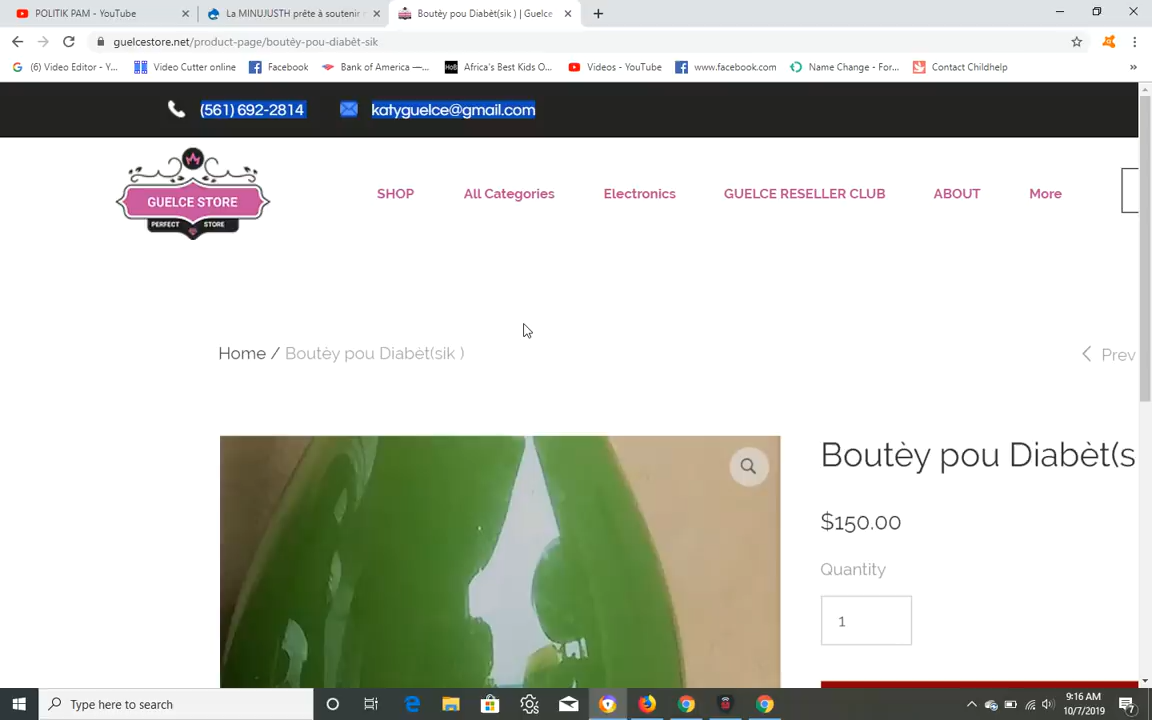 POLITIK PAM - YouTube
La MINUJUSTH prête à soutenir
Boutèy pou Diabèt(sik ) | Guelce
guelcestore.net/product-page/boutèy-pou-diabèt-sik
(6) Video Editor - Y...
Video Cutter online
Facebook
Bank of America —...
HoB
Africa's Best Kids O...
Videos - YouTube
www.facebook.com
Name Change - For...
Contact Childhelp
(561) 692-2814
katyguelce@gmail.com
GUELCE STORE
PERFECT STORE
SHOP
All Categories
Electronics
GUELCE RESELLER CLUB
ABOUT
More
Home / Boutèy pou Diabèt(sik )
Prev
Boutèy pou Diabèt(s
$150.00
Quantity
1
Type here to search
9:16 AM
10/7/2019
7